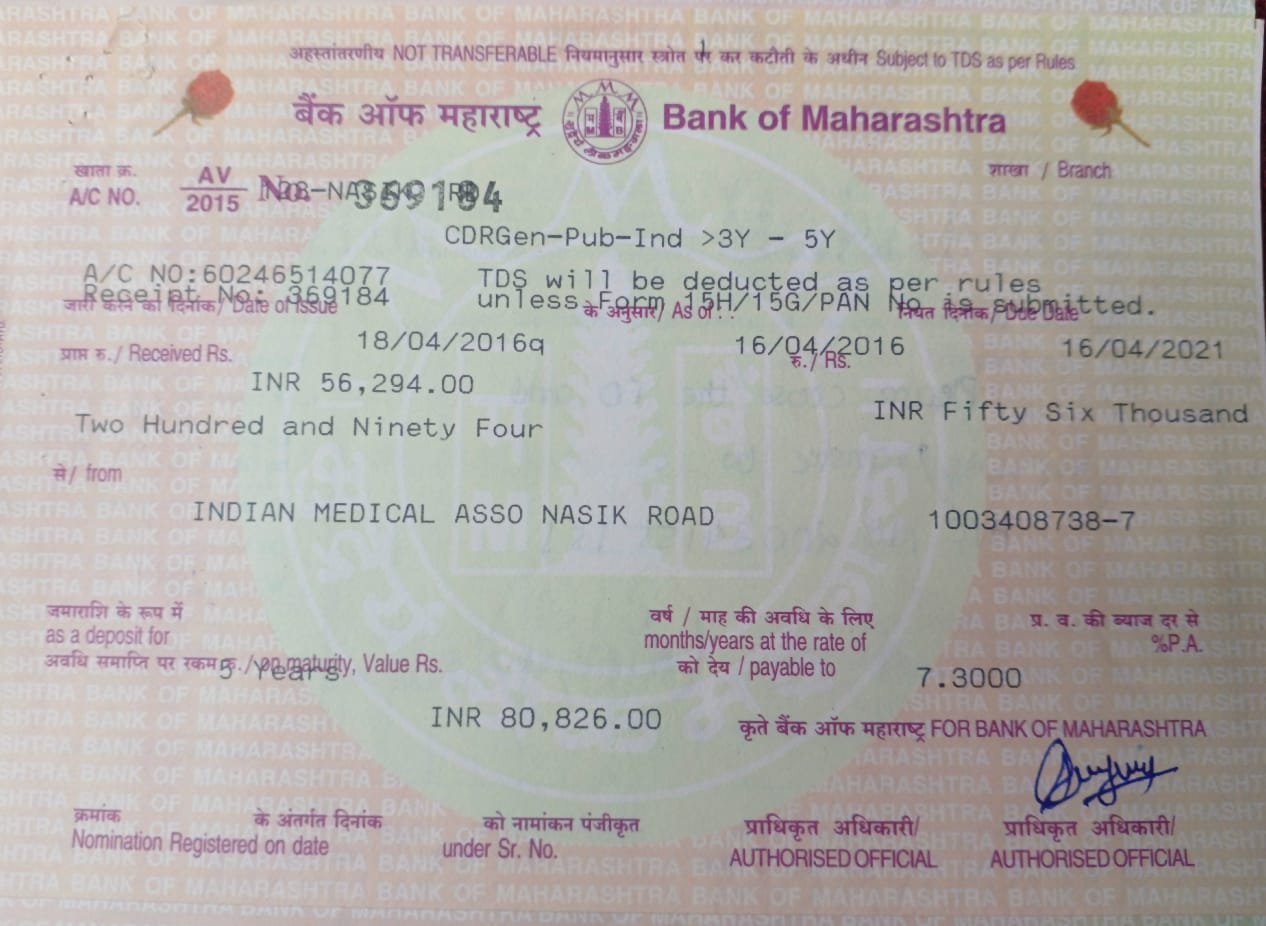 अहस्तांतरणीय NOT TRANSFERABLE नियमानुसार स्त्रोत पर कर कटौती के अधीन Subject to TDS as per Rules
बैंक ऑफ महाराष्ट्र Bank of Maharashtra
खाता क्र. शाखा / Branch
A/C NO. AV/2015 No. 369184
CDRGen-Pub-Ind >3Y - 5Y
A/C NO:60246514077 TDS will be deducted as per rules
Receipt No: 369184 unless Form 15H/15G/PAN No is submitted.
जारी करने का दिनांक/ Date of Issue के अनुसार/ As of : नियत दिनांक/Due Date
18/04/2016q 16/04/2016 16/04/2021
प्राप्त रु./ Received Rs. रु./ RS.
INR 56,294.00
INR Fifty Six Thousand
Two Hundred and Ninety Four
से/ from
INDIAN MEDICAL ASSO NASIK ROAD 1003408738-7
जमाराशि के रूप में वर्ष / माह की अवधि के लिए प्र. व. की ब्याज दर से
as a deposit for months/years at the rate of %P.A.
अवधि समाप्ति पर रकम रु./on maturity, Value Rs. को देय / payable to
5 Years 7.3000
INR 80,826.00
कृते बैंक ऑफ महाराष्ट्र FOR BANK OF MAHARASHTRA
क्रमांक के अंतर्गत दिनांक को नामांकन पंजीकृत प्राधिकृत अधिकारी/ प्राधिकृत अधिकारी/
Nomination Registered on date under Sr. No. AUTHORISED OFFICIAL AUTHORISED OFFICIAL